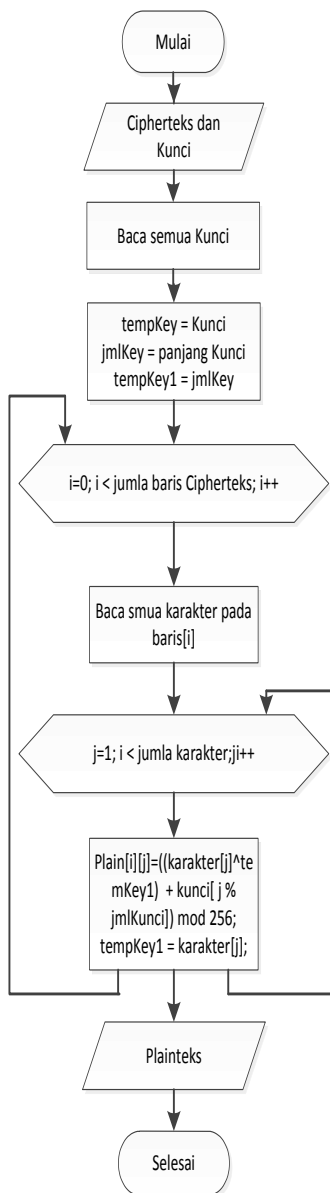 Mulai
Cipherteks dan
Kunci
Baca semua Kunci
tempKey = Kunci
jmlKey = panjang Kunci
tempKey1 = jmlKey
i=0; i < jumla baris Cipherteks; i++
Baca smua karakter pada
baris[i]
j=1; i < jumla karakter;ji++
Plain[i][j]=((karakter[j]^te
mKey1) + kunci[ j %
jmlKunci]) mod 256;
tempKey1 = karakter[j];
Plainteks
Selesai